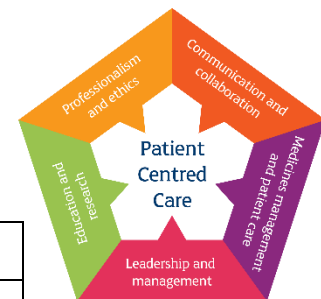 Professionalism
and ethics
Communication and
collaboration
Patient
Centred
Care
Education and
research
Medicines management
and patient care
Leadership and
management